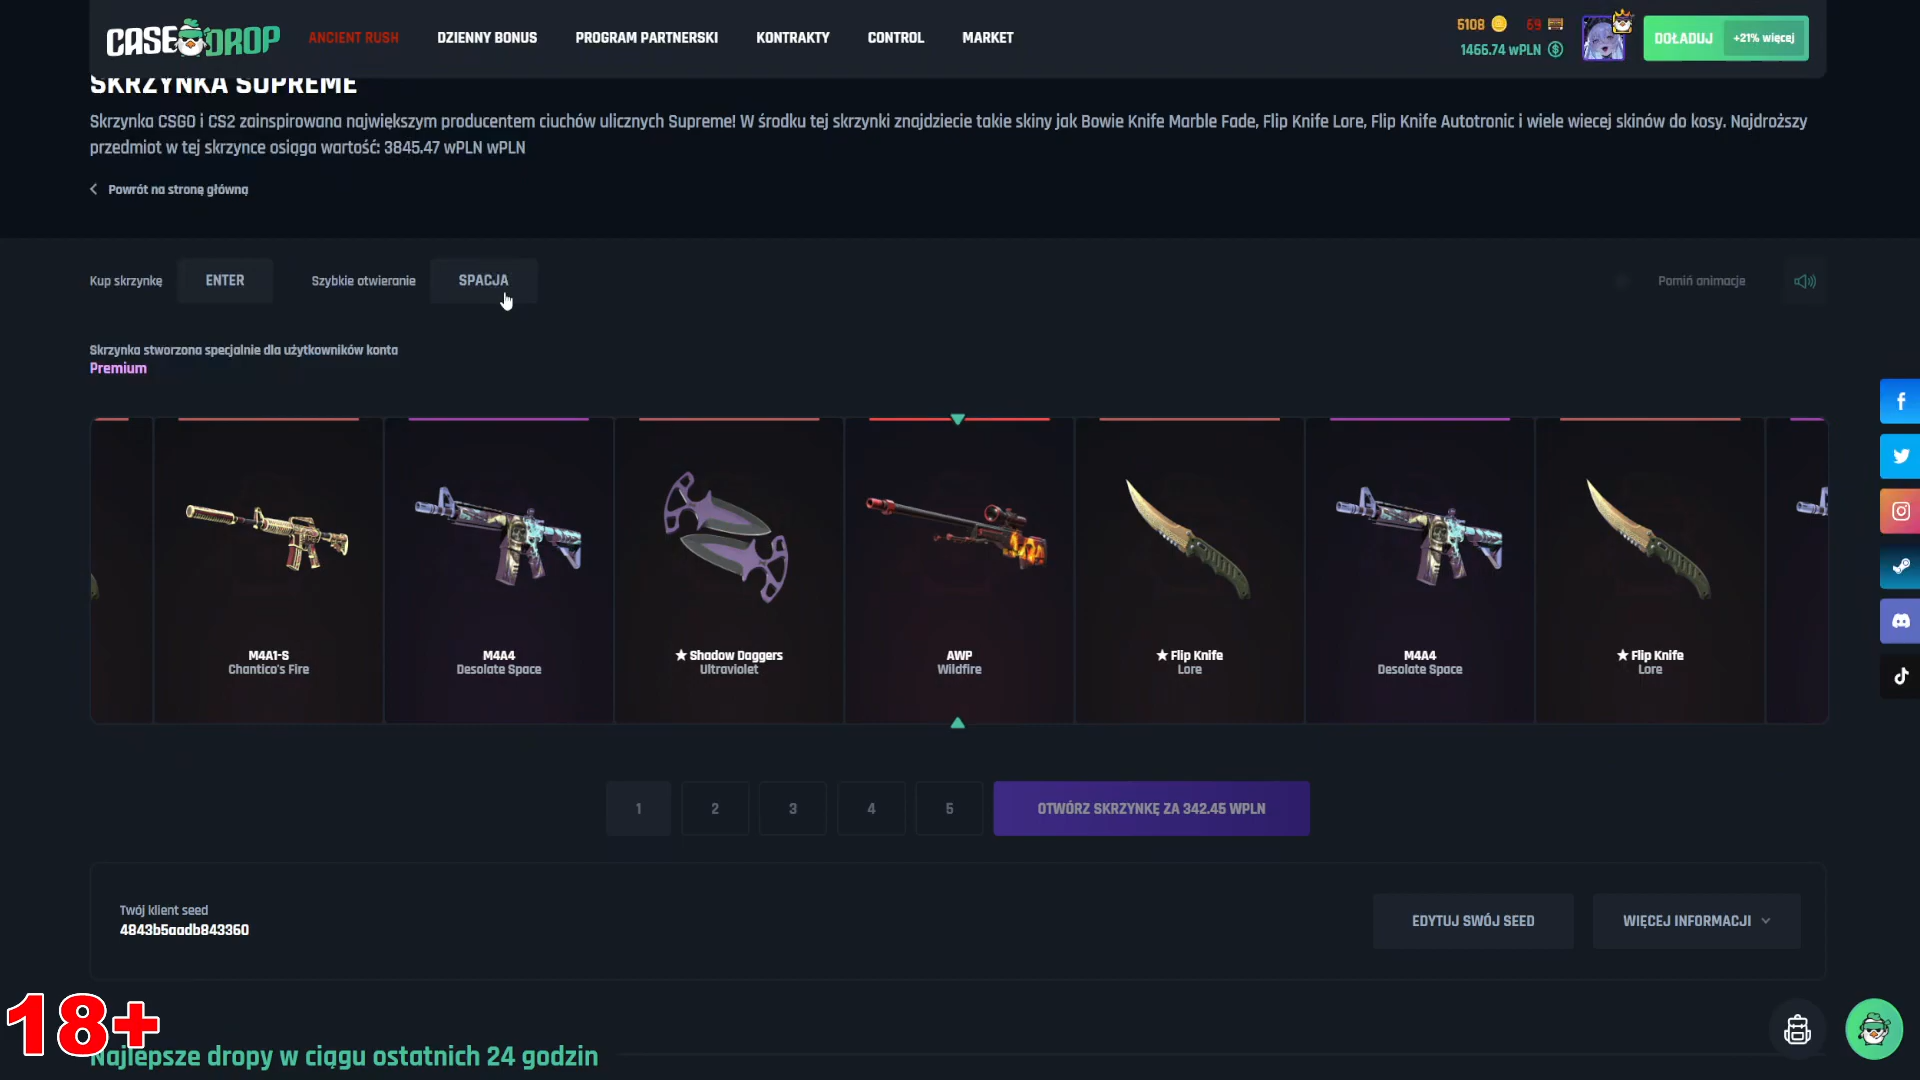 CASEDROP
ANCIENT RUSH
DZIENNY BONUS
PROGRAM PARTNERSKI
KONTRAKTY
CONTROL
MARKET
5108
69
1466.74 wPLN
DOŁADUJ
+21% więcej
SKRZYNKA SUPREME
Skrzynka CSGO i CS2 zainspirowana największym producentem ciuchów ulicznych Supreme! W środku tej skrzynki znajdziecie takie skiny jak Bowie Knife Marble Fade, Flip Knife Lore, Flip Knife Autotronic i wiele wiecej skinów do kosy. Najdroższy
przedmiot w tej skrzynce osiąga wartość: 3845.47 wPLN wPLN
Powrót na stronę główną
Kup skrzynkę
ENTER
Szybkie otwieranie
SPACJA
Pomiń animacje
Skrzynka stworzona specjalnie dla użytkowników konta
Premium
M4A1-S
Chantico's Fire
M4A4
Desolate Space
★ Shadow Daggers
Ultraviolet
AWP
Wildfire
★ Flip Knife
Lore
M4A4
Desolate Space
★ Flip Knife
Lore
1
2
3
4
5
OTWÓRZ SKRZYNKĘ ZA 342.45 WPLN
Twój klient seed
4843b5aadb843360
EDYTUJ SWÓJ SEED
WIĘCEJ INFORMACJI
18+
Najlepsze dropy w ciągu ostatnich 24 godzin